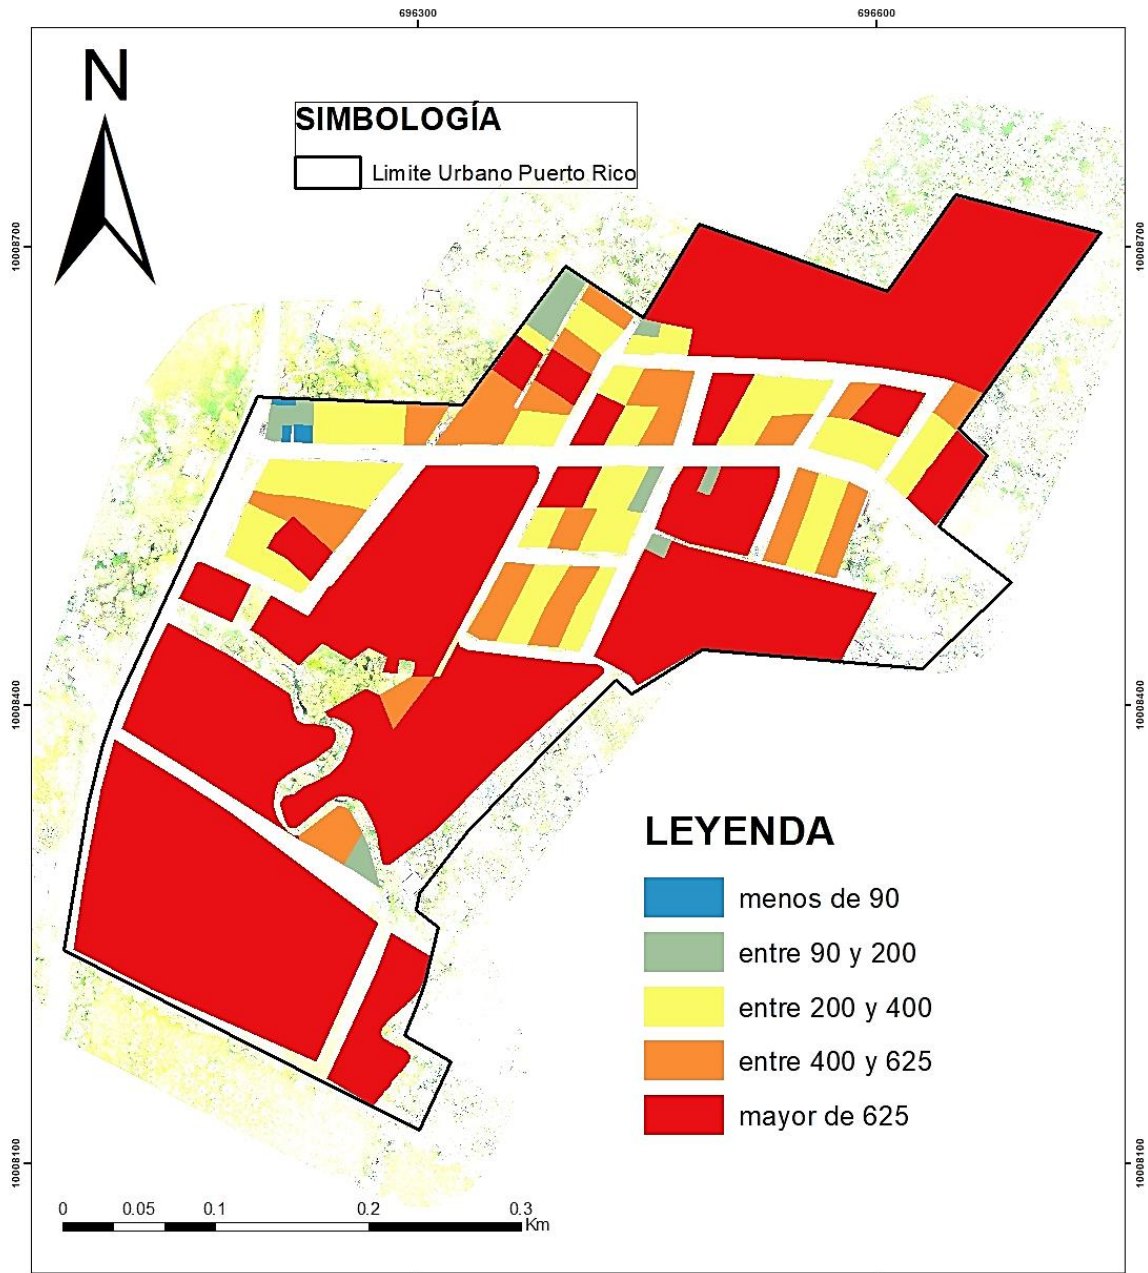 696300
696600
N
SIMBOLOGÍA
Limite Urbano Puerto Rico
10008700
10008700
10008400
10008400
LEYENDA
menos de 90
entre 90 y 200
entre 200 y 400
entre 400 y 625
mayor de 625
10008100
10008100
0 0.05 0.1 0.2 0.3
Km